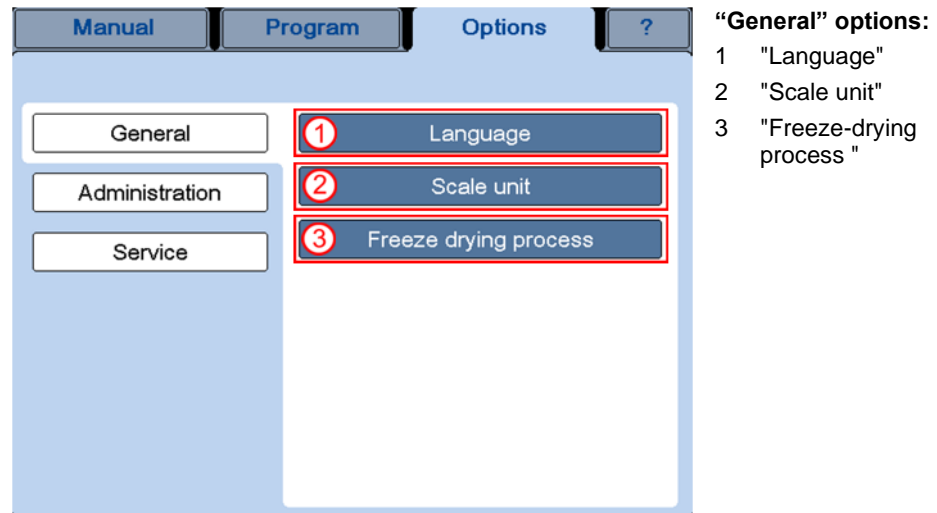 Manual Program Options ?
General
Administration
Service
1 Language
2 Scale unit
3 Freeze drying process
“General” options:
1 "Language"
2 "Scale unit"
3 "Freeze-drying
process "